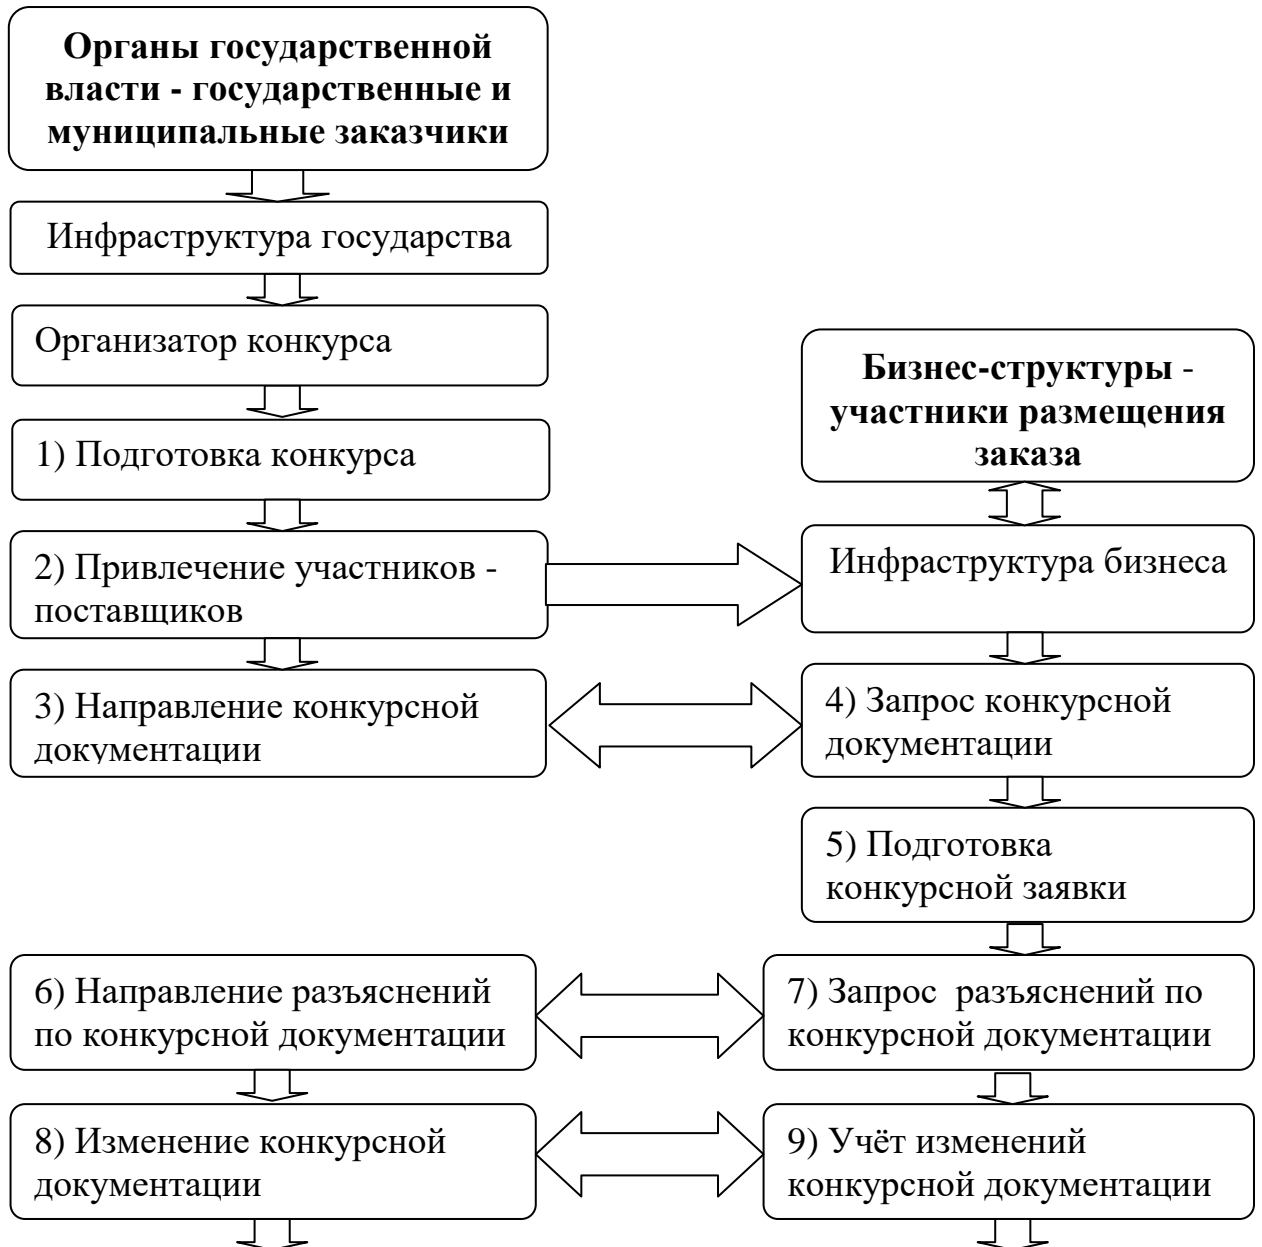 Органы государственной
власти - государственные и
муниципальные заказчики
Инфраструктура государства
Организатор конкурса
1) Подготовка конкурса
2) Привлечение участников -
поставщиков
3) Направление конкурсной
документации
Бизнес-структуры -
участники размещения
заказа
Инфраструктура бизнеса
4) Запрос конкурсной
документации
5) Подготовка
конкурсной заявки
6) Направление разъяснений
по конкурсной документации
7) Запрос разъяснений по
конкурсной документации
8) Изменение конкурсной
документации
9) Учёт изменений
конкурсной документации